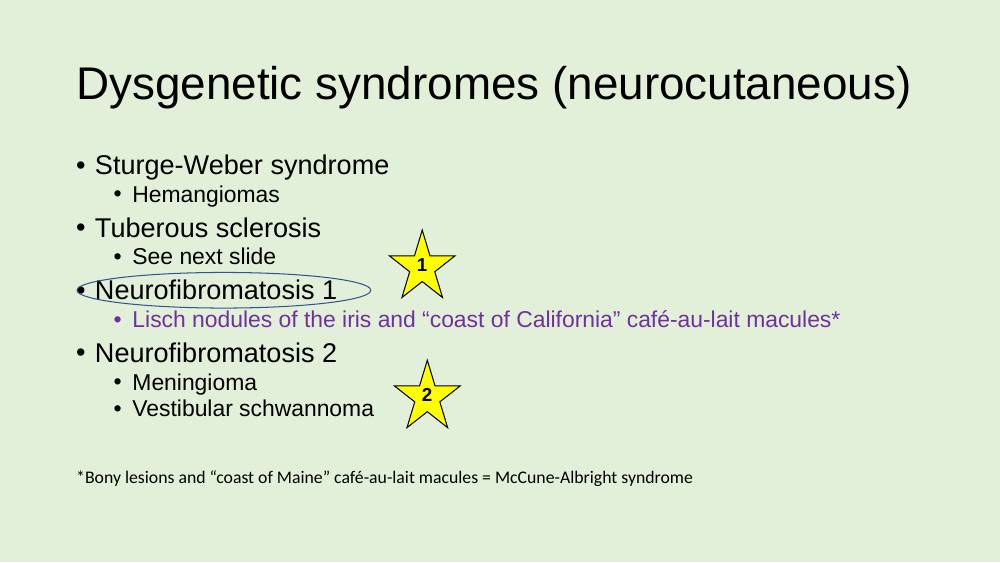 Dysgenetic syndromes (neurocutaneous)
• Sturge-Weber syndrome
• Hemangiomas
• Tuberous sclerosis
• See next slide
1
• Neurofibromatosis 1
• Lisch nodules of the iris and “coast of California” café-au-lait macules*
• Neurofibromatosis 2
• Meningioma
2
• Vestibular schwannoma
*Bony lesions and “coast of Maine” café-au-lait macules = McCune-Albright syndrome